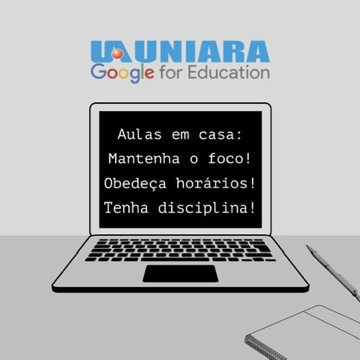 UNIARA
Google for Education
Aulas em casa:
Mantenha o foco!
Obedeça horários!
Tenha disciplina!